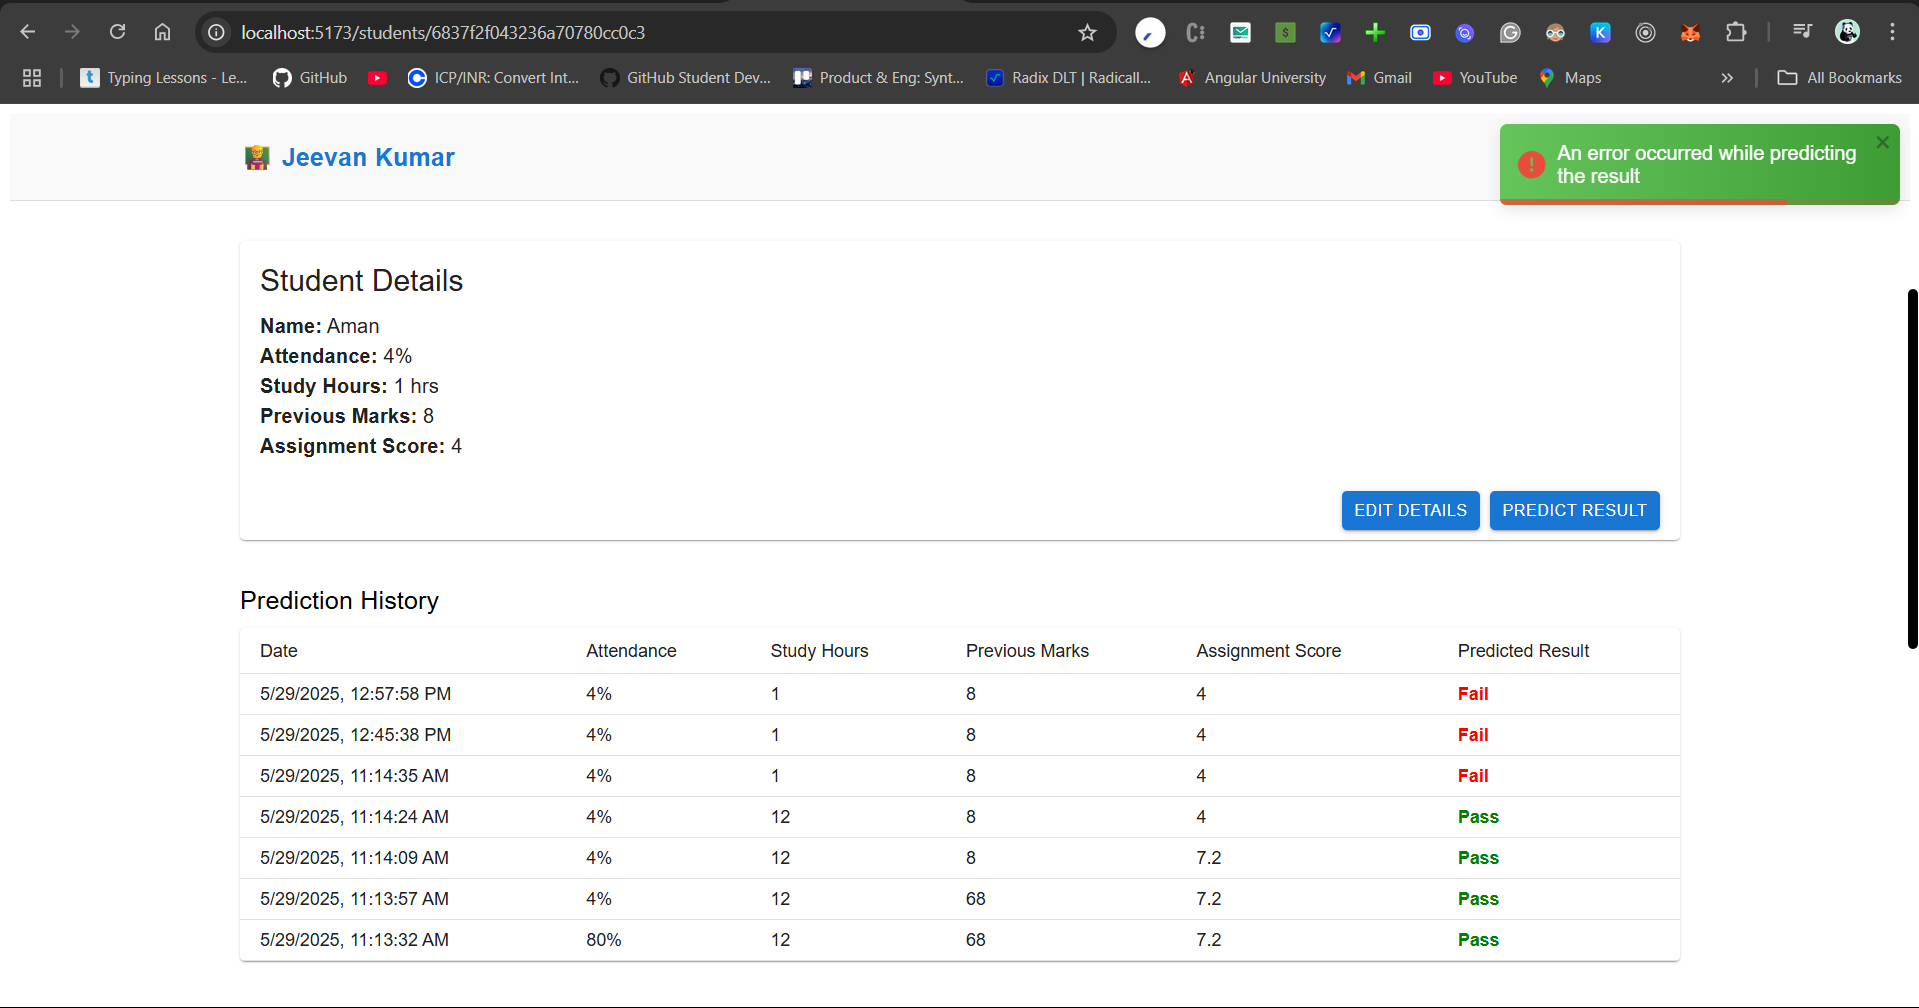 localhost:5173/students/6837f2f043236a70780cc0c3
Typing Lessons - Le... GitHub ICP/INR: Convert Int... GitHub Student Dev... Product & Eng: Synt... Radix DLT | Radicall... Angular University Gmail YouTube Maps » All Bookmarks
Jeevan Kumar
An error occurred while predicting
the result
Student Details
Name: Aman
Attendance: 4%
Study Hours: 1 hrs
Previous Marks: 8
Assignment Score: 4
EDIT DETAILS PREDICT RESULT
Prediction History
Date Attendance Study Hours Previous Marks Assignment Score Predicted Result
5/29/2025, 12:57:58 PM 4% 1 8 4 Fail
5/29/2025, 12:45:38 PM 4% 1 8 4 Fail
5/29/2025, 11:14:35 AM 4% 1 8 4 Fail
5/29/2025, 11:14:24 AM 4% 12 8 4 Pass
5/29/2025, 11:14:09 AM 4% 12 8 7.2 Pass
5/29/2025, 11:13:57 AM 4% 12 68 7.2 Pass
5/29/2025, 11:13:32 AM 80% 12 68 7.2 Pass